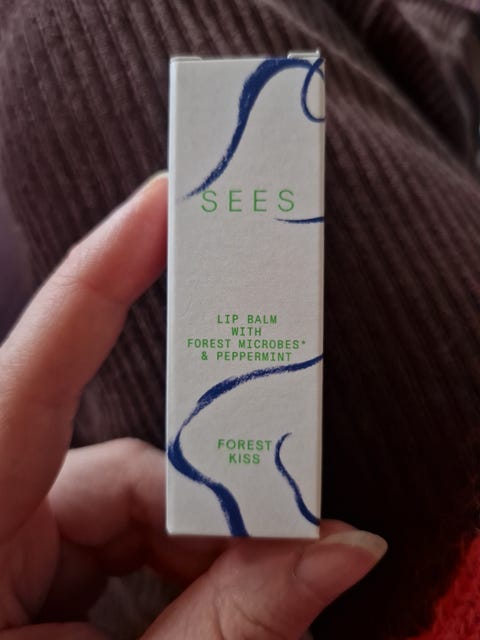 SEES
LIP BALM
WITH
FOREST MICROBES*
& PEPPERMINT
FOREST
KISS